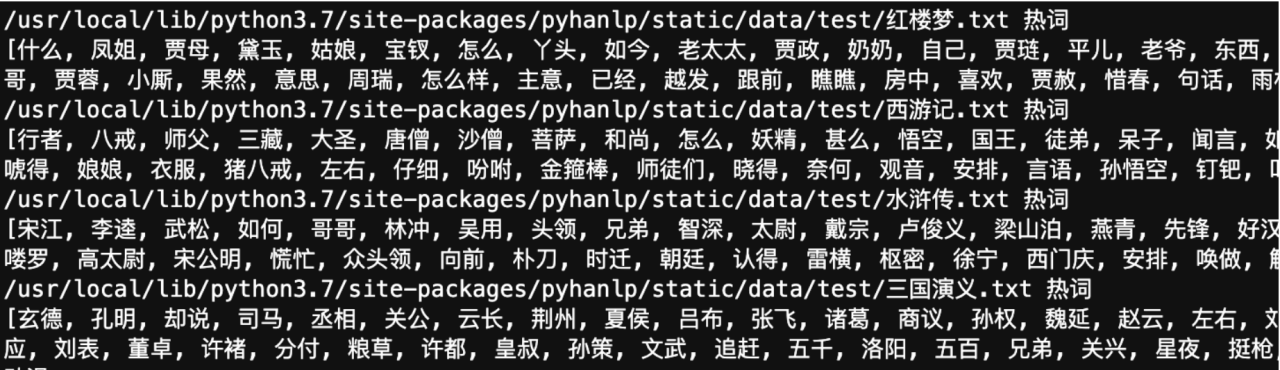 /usr/local/lib/python3.7/site-packages/pyhanlp/static/data/test/红楼梦.txt 热词
[什么, 凤姐, 贾母, 黛玉, 姑娘, 宝钗, 怎么, 丫头, 如今, 老太太, 贾政, 奶奶, 自己, 贾琏, 平儿, 老爷, 东西,
哥, 贾蓉, 小厮, 果然, 意思, 周瑞, 怎么样, 主意, 已经, 越发, 跟前, 瞧瞧, 房中, 喜欢, 贾赦, 惜春, 句话, 雨
/usr/local/lib/python3.7/site-packages/pyhanlp/static/data/test/西游记.txt 热词
[行者, 八戒, 师父, 三藏, 大圣, 唐僧, 沙僧, 菩萨, 和尚, 怎么, 妖精, 甚么, 悟空, 国王, 徒弟, 呆子, 闻言,
唬得, 娘娘, 衣服, 猪八戒, 左右, 仔细, 吩咐, 金箍棒, 师徒们, 晓得, 奈何, 观音, 安排, 言语, 孙悟空, 钉钯,
/usr/local/lib/python3.7/site-packages/pyhanlp/static/data/test/水浒传.txt 热词
[宋江, 李逵, 武松, 如何, 哥哥, 林冲, 吴用, 头领, 兄弟, 智深, 太尉, 戴宗, 卢俊义, 梁山泊, 燕青, 先锋, 好汉
喽罗, 高太尉, 宋公明, 慌忙, 众头领, 向前, 朴刀, 时迁, 朝廷, 认得, 雷横, 枢密, 徐宁, 西门庆, 安排, 唤做,
/usr/local/lib/python3.7/site-packages/pyhanlp/static/data/test/三国演义.txt 热词
[玄德, 孔明, 却说, 司马, 丞相, 关公, 云长, 荆州, 夏侯, 吕布, 张飞, 诸葛, 商议, 孙权, 魏延, 赵云, 左右,
应, 刘表, 董卓, 许褚, 分付, 粮草, 许都, 皇叔, 孙策, 文武, 追赶, 五千, 洛阳, 五百, 兄弟, 关兴, 星夜, 挺枪